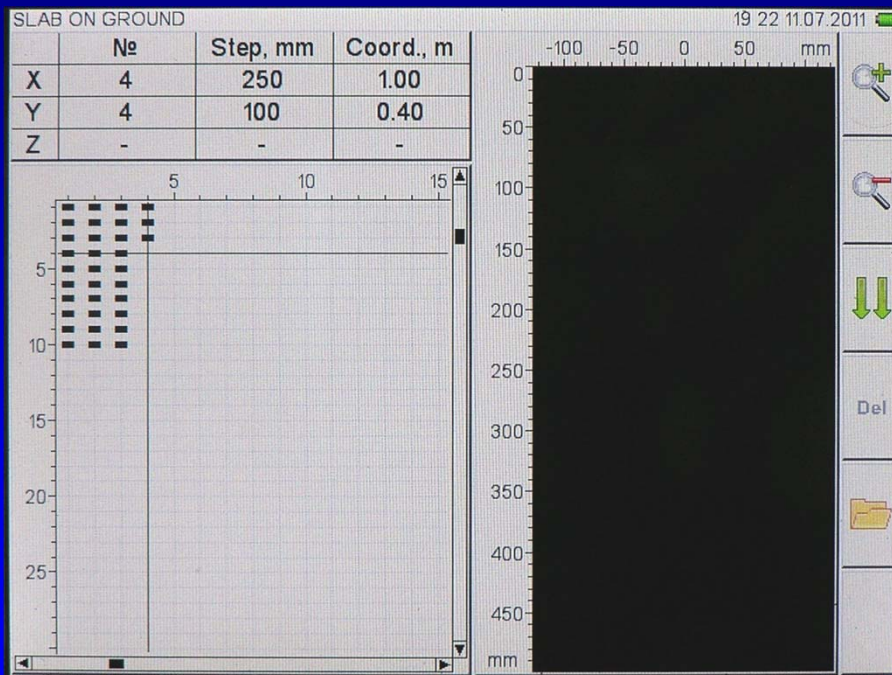 SLAB ON GROUND 19 22 11.07.2011
№ Step, mm Coord., m
X 4 250 1.00
Y 4 100 0.40
Z - - -
5 10 15
5
10
15
20
25
-100 -50 0 50 mm
0
50
100
150
200
250
300
350
400
450
mm
Del